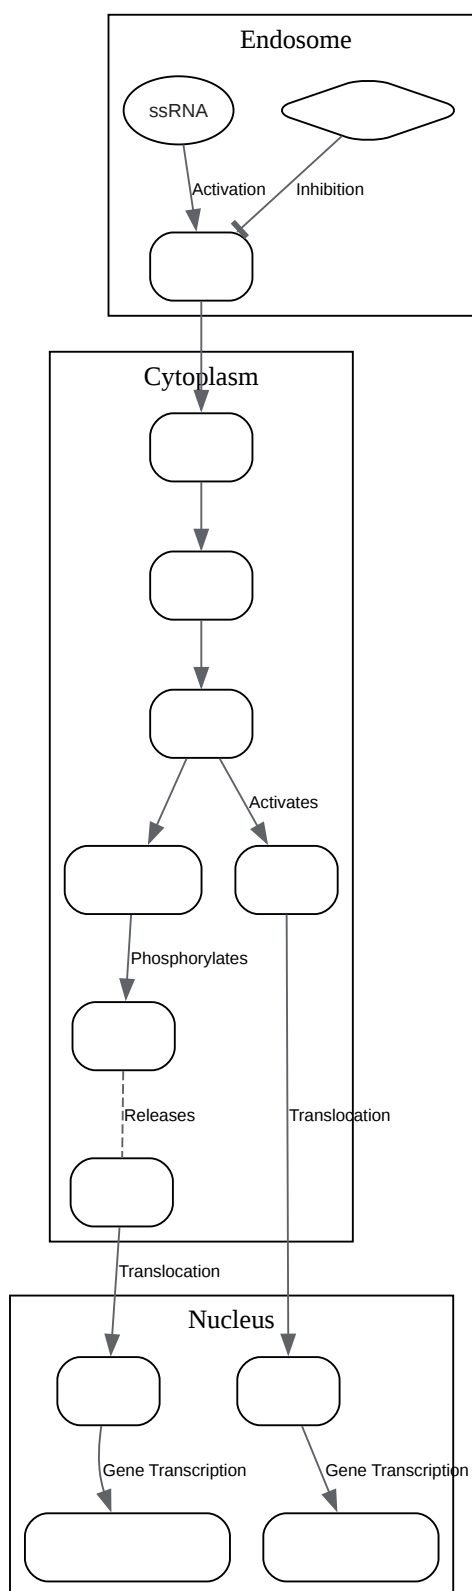 Endosome
ssRNA
Activation
Inhibition
Cytoplasm
Activates
Phosphorylates
Releases
Translocation
Translocation
Nucleus
Gene Transcription
Gene Transcription